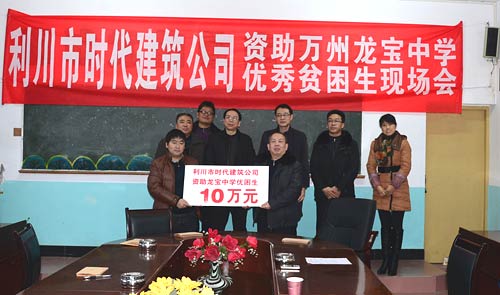 利川市时代建筑公司
资助万州龙宝中学
优秀贫困生现场会
利川市时代建筑公司
资助龙宝中学优困生
10万元